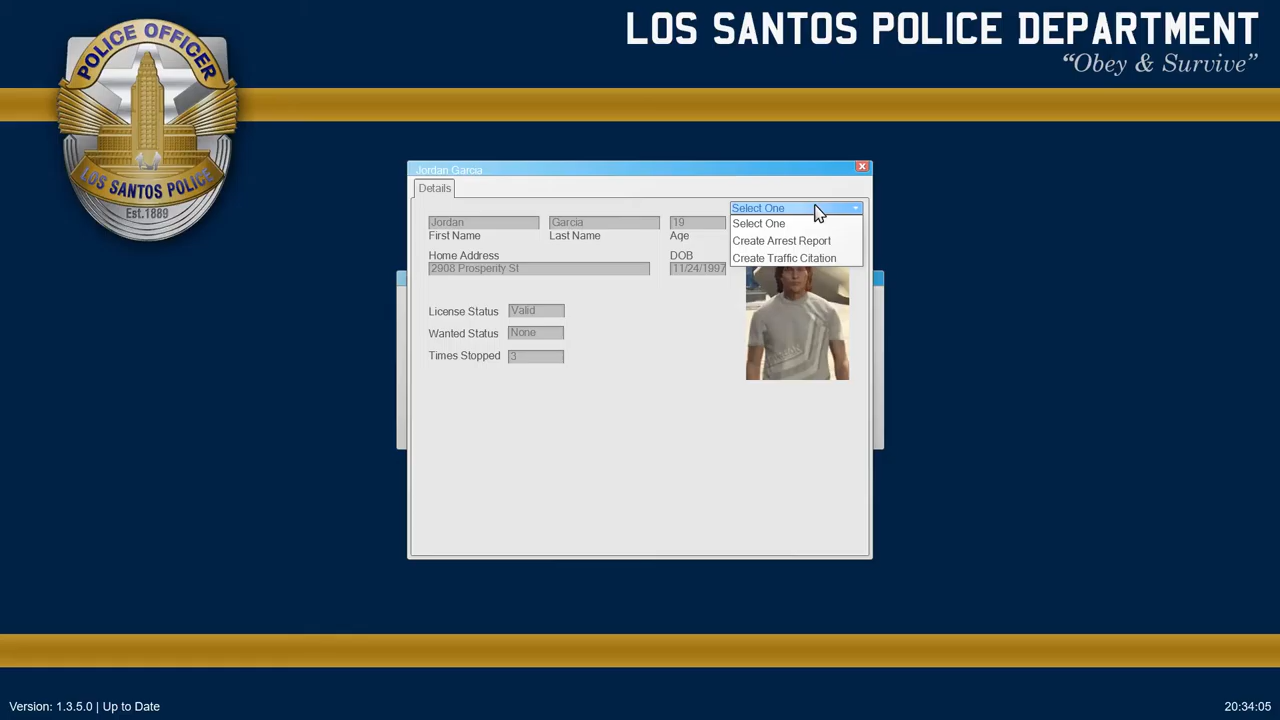 LOS SANTOS POLICE DEPARTMENT
“Obey & Survive”
POLICE OFFICER
LOS SANTOS POLICE
Est.1889
Jordan Garcia
Details
Select One
Select One
Create Arrest Report
Create Traffic Citation
Jordan Garcia 19
First Name Last Name Age
Home Address DOB
2908 Prosperity St 11/24/1997
License Status Valid
Wanted Status None
Times Stopped 3
Version: 1.3.5.0 | Up to Date
20:34:05